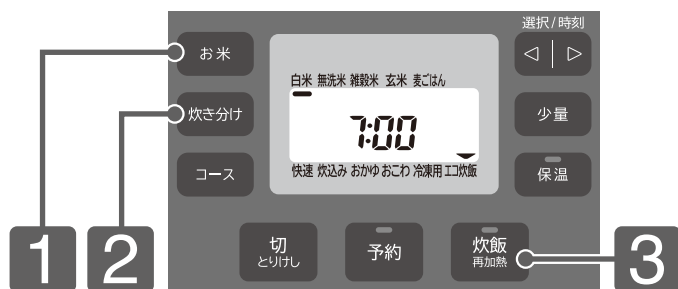 選択/時刻
お米
白米 無洗米 雑穀米 玄米 麦ごはん
炊き分け
7:00
少量
コース
快速 炊込み おかゆ おこわ 冷凍用 エコ炊飯
保温
1
2
切
とりけし
予約
炊飯
再加熱
3